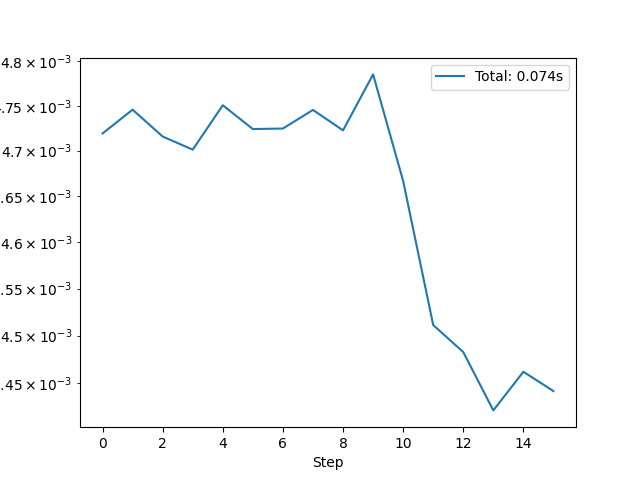 Total: 0.074s
4.8 × 10⁻³
.75 × 10⁻³
4.7 × 10⁻³
.65 × 10⁻³
4.6 × 10⁻³
.55 × 10⁻³
4.5 × 10⁻³
.45 × 10⁻³
0 2 4 6 8 10 12 14
Step